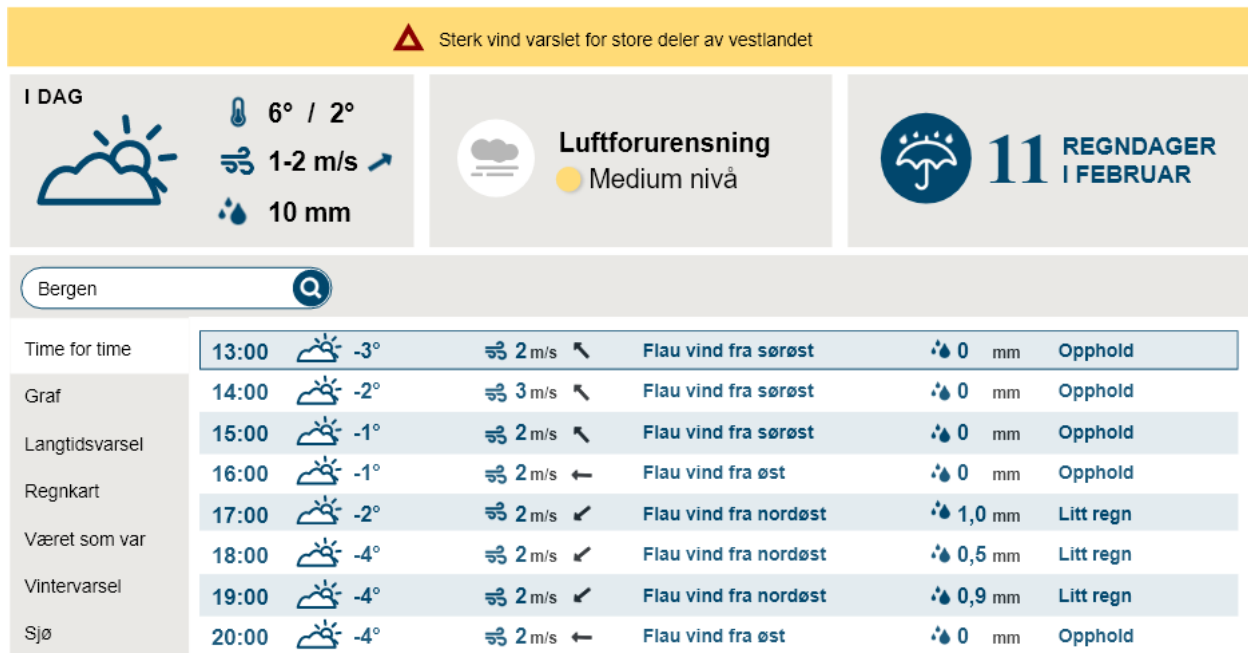 Sterk vind varslet for store deler av vestlandet
I DAG
6° / 2°
1-2 m/s
10 mm
Luftforurensning
Medium nivå
11 REGNDAGER
I FEBRUAR
Bergen
Time for time
Graf
Langtidsvarsel
Regnkart
Været som var
Vintervarsel
Sjø
13:00 -3° 2 m/s Flau vind fra sørøst 0 mm Opphold
14:00 -2° 3 m/s Flau vind fra sørøst 0 mm Opphold
15:00 -1° 2 m/s Flau vind fra sørøst 0 mm Opphold
16:00 -1° 2 m/s Flau vind fra øst 0 mm Opphold
17:00 -2° 2 m/s Flau vind fra nordøst 1,0 mm Litt regn
18:00 -4° 2 m/s Flau vind fra nordøst 0,5 mm Litt regn
19:00 -4° 2 m/s Flau vind fra nordøst 0,9 mm Litt regn
20:00 -4° 2 m/s Flau vind fra øst 0 mm Opphold